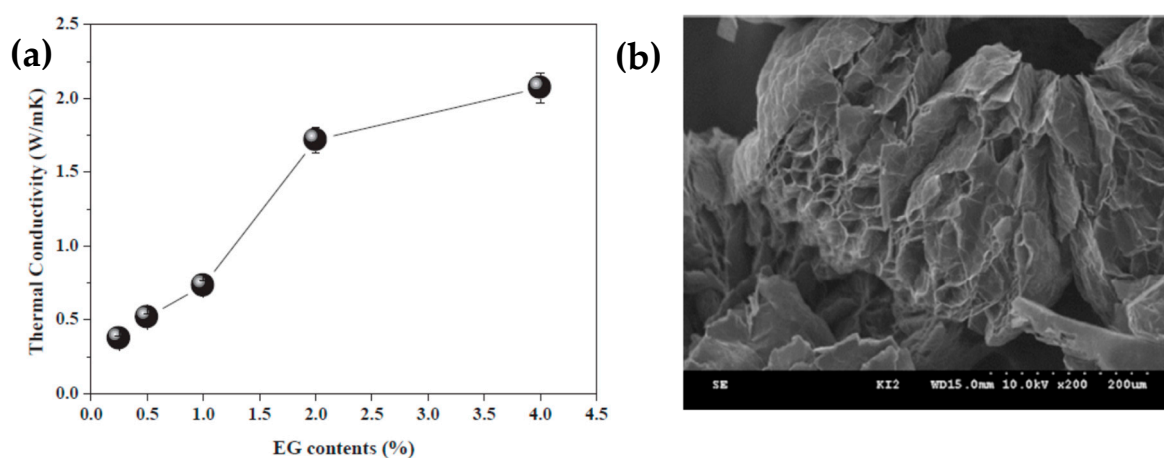 (a)
Thermal Conductivity (W/mK)
2.5
2.0
1.5
1.0
0.5
0.0
0.0 0.5 1.0 1.5 2.0 2.5 3.0 3.5 4.0 4.5
EG contents (%)
(b)
SE KI2 WD15.0mm 10.0kV x200 200um